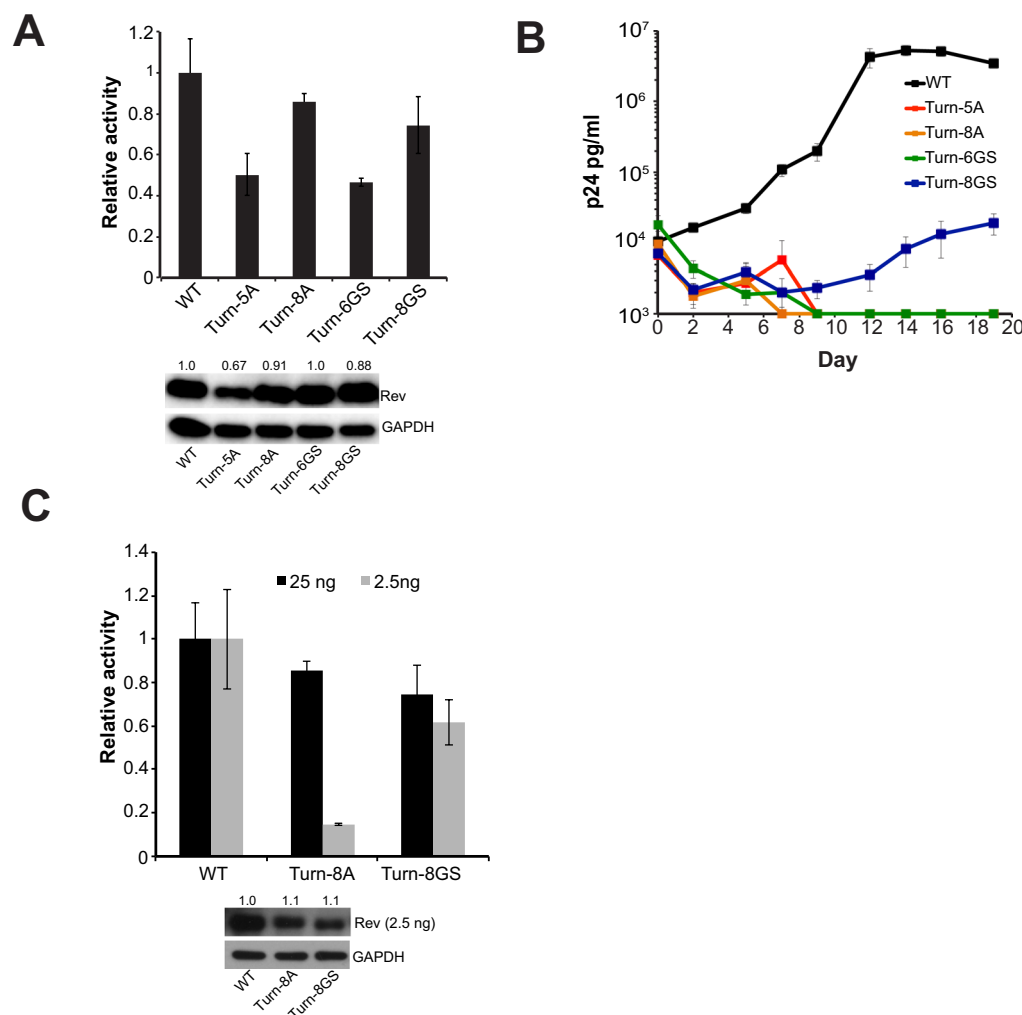 A
1.2
1
0.8
0.6
0.4
0.2
0
Relative activity
WT
Turn-5A
Turn-8A
Turn-6GS
Turn-8GS
1.0 0.67 0.91 1.0 0.88
Rev
GAPDH
WT
Turn-5A
Turn-8A
Turn-6GS
Turn-8GS
B
10⁷
10⁶
10⁵
10⁴
10³
p24 pg/ml
WT
Turn-5A
Turn-8A
Turn-6GS
Turn-8GS
0 2 4 6 8 10 12 14 16 18 20
Day
C
1.4
1.2
1
0.8
0.6
0.4
0.2
0
Relative activity
25 ng 2.5ng
WT Turn-8A Turn-8GS
1.0 1.1 1.1
Rev (2.5 ng)
GAPDH
WT
Turn-8A
Turn-8GS